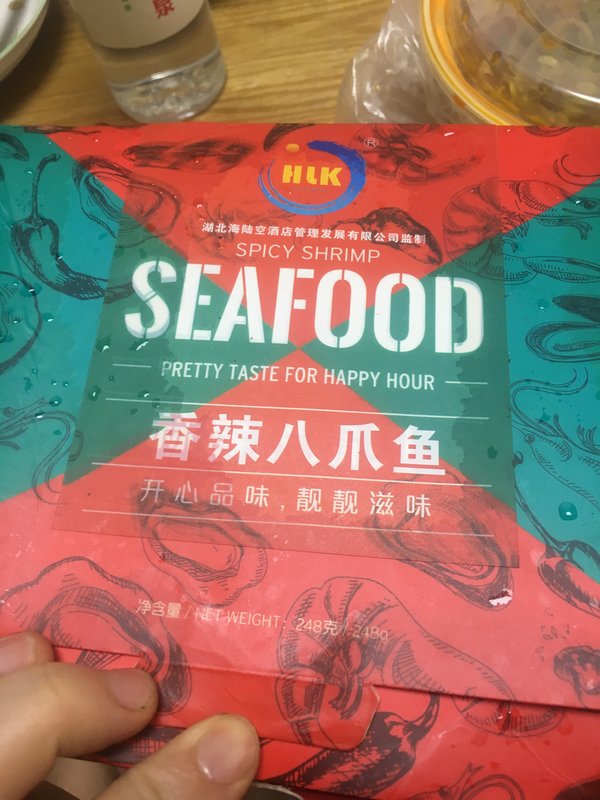 泉
HLK
®
湖北海陆空酒店管理发展有限公司监制
SPICY SHRIMP
SEAFOOD
PRETTY TASTE FOR HAPPY HOUR
香辣八爪鱼
开心品味,靓靓滋味
净含量/NET WEIGHT: 248克/248g